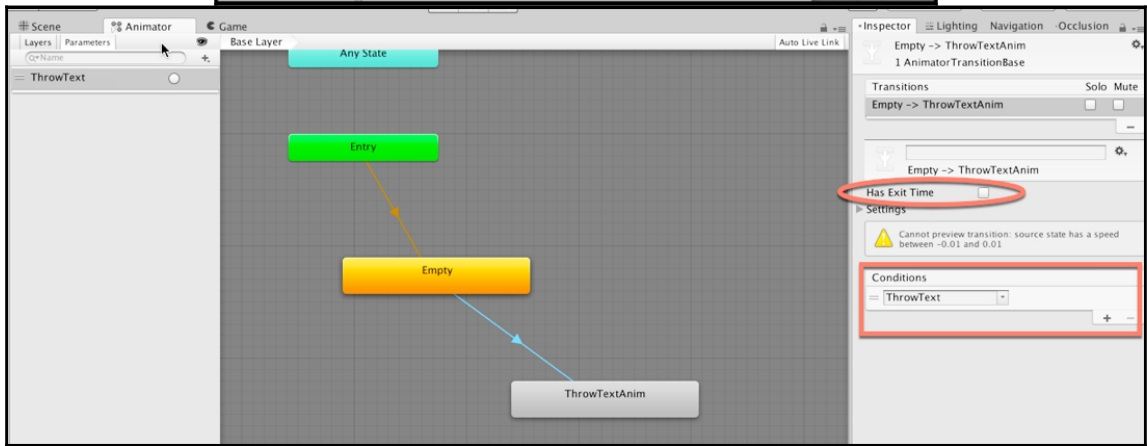 Scene Animator Game
Layers Parameters Base Layer Auto Live Link
Name
ThrowText
Any State
Entry
Empty
ThrowTextAnim
Inspector Lighting Navigation Occlusion
Empty -> ThrowTextAnim
1 AnimatorTransitionBase
Transitions Solo Mute
Empty -> ThrowTextAnim
Empty -> ThrowTextAnim
Has Exit Time
Settings
Cannot preview transition: source state has a speed
between -0.01 and 0.01
Conditions
ThrowText